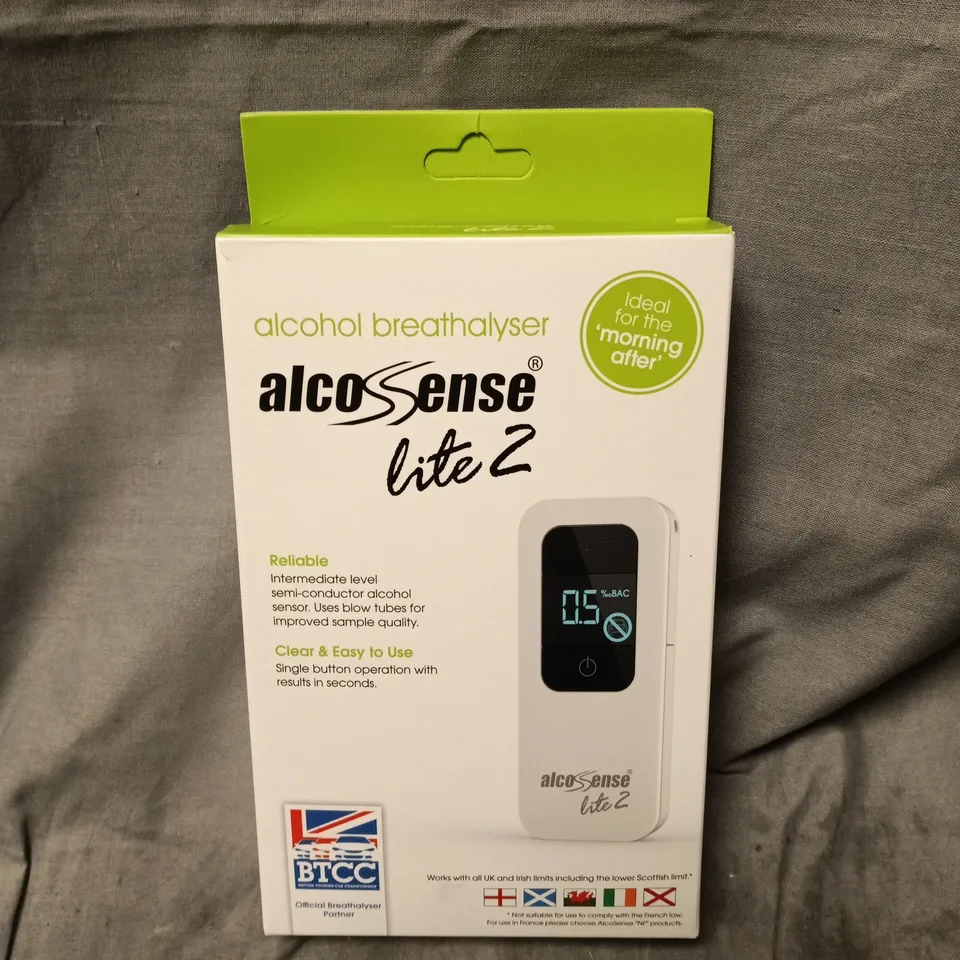 alcohol breathalyser
alcoSense®
lite 2
Ideal
for the
'morning
after'
Reliable
Intermediate level
semi-conductor alcohol
sensor. Uses blow tubes for
improved sample quality.
Clear & Easy to Use
Single button operation with
results in seconds.
0.5 ‰BAC
alcoSense®
lite 2
BTCC
BRITISH TOURING CAR CHAMPIONSHIP
Official Breathalyser
Partner
Works with all UK and Irish limits including the lower Scottish limit.*
* Not suitable for use to comply with the French law.
For use in France please choose AlcoSense "NF" products.